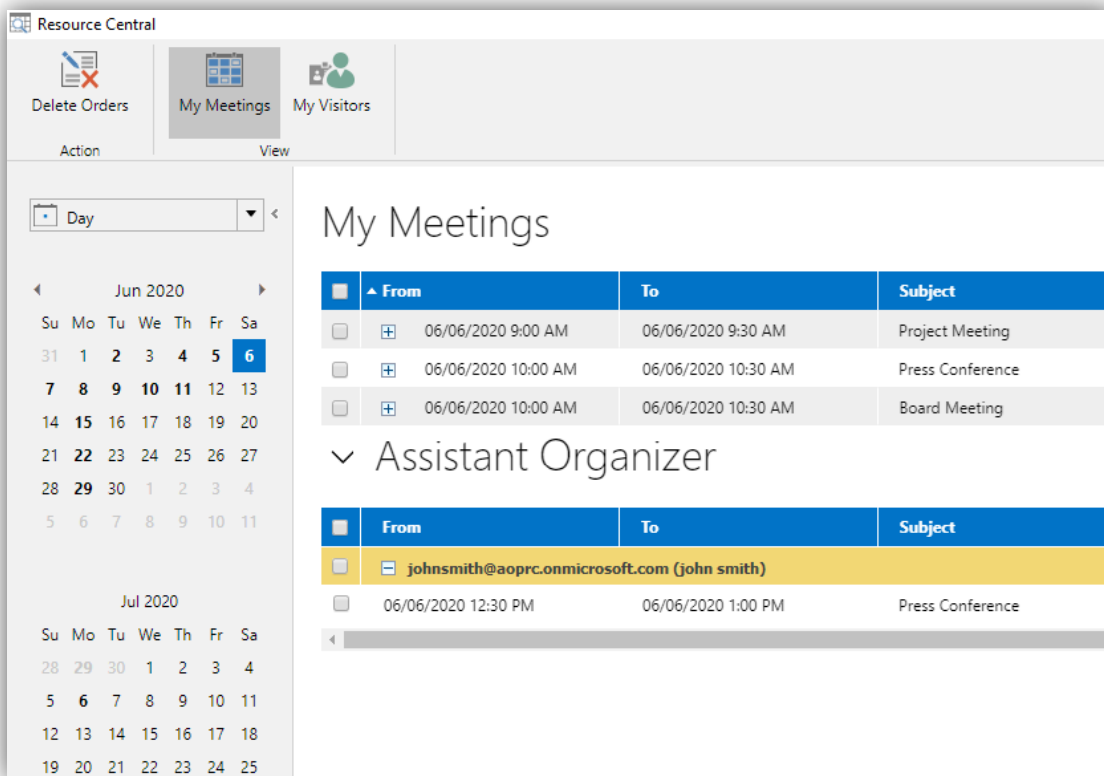 Resource Central
Delete Orders My Meetings My Visitors
Action View
Day
Jun 2020
Su Mo Tu We Th Fr Sa
31 1 2 3 4 5 6
7 8 9 10 11 12 13
14 15 16 17 18 19 20
21 22 23 24 25 26 27
28 29 30 1 2 3 4
5 6 7 8 9 10 11
Jul 2020
Su Mo Tu We Th Fr Sa
28 29 30 1 2 3 4
5 6 7 8 9 10 11
12 13 14 15 16 17 18
19 20 21 22 23 24 25
My Meetings
From To Subject
06/06/2020 9:00 AM 06/06/2020 9:30 AM Project Meeting
06/06/2020 10:00 AM 06/06/2020 10:30 AM Press Conference
06/06/2020 10:00 AM 06/06/2020 10:30 AM Board Meeting
Assistant Organizer
From To Subject
johnsmith@aoprc.onmicrosoft.com (john smith)
06/06/2020 12:30 PM 06/06/2020 1:00 PM Press Conference